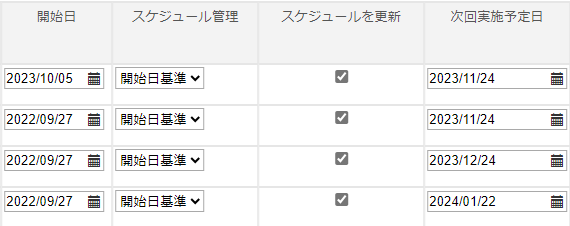 開始日 スケジュール管理 スケジュールを更新 次回実施予定日
2023/10/05 開始日基準 2023/11/24
2022/09/27 開始日基準 2023/11/24
2022/09/27 開始日基準 2023/12/24
2022/09/27 開始日基準 2024/01/22